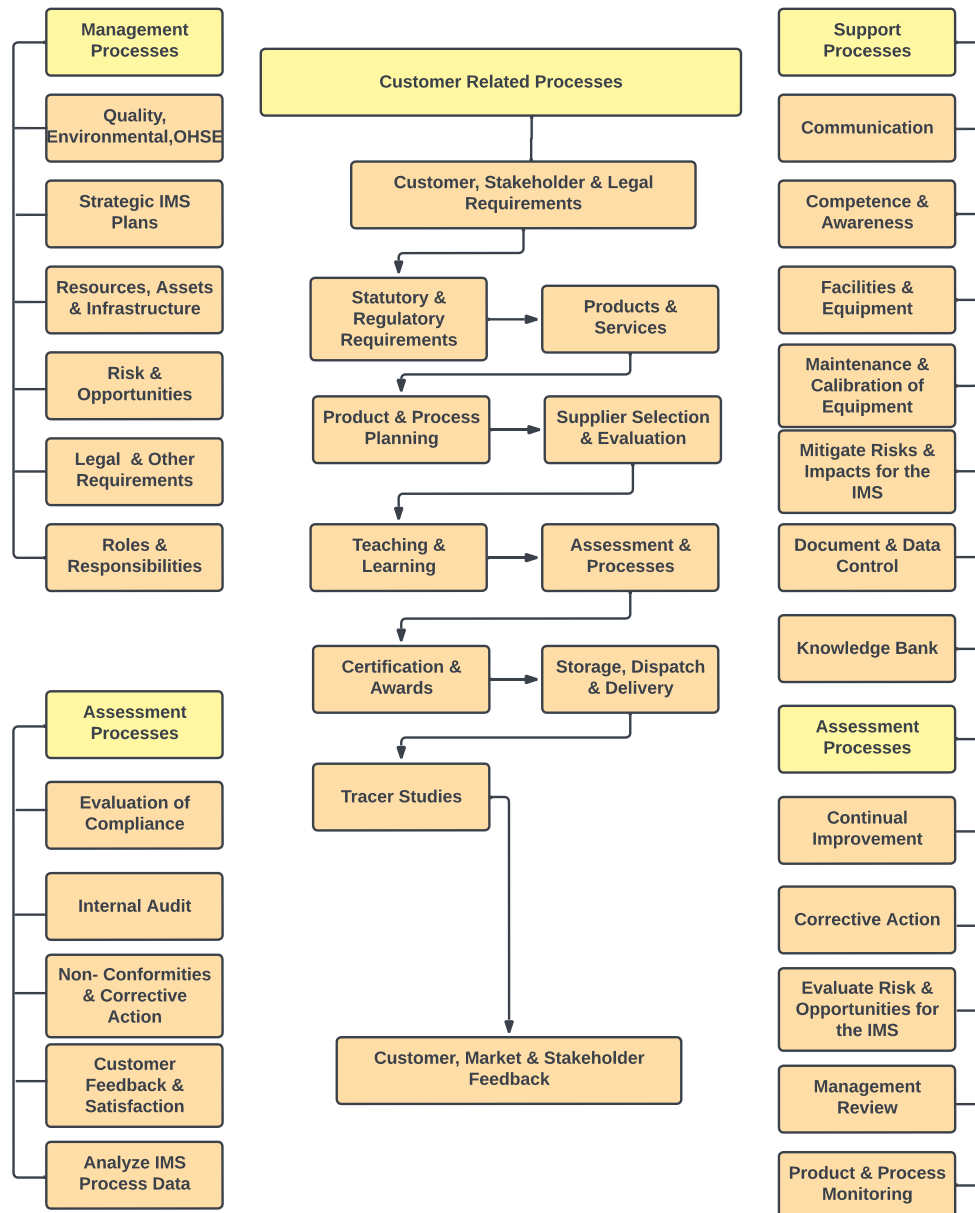 Management
Processes
Quality,
Environmental,OHSE
Strategic IMS
Plans
Resources, Assets
& Infrastructure
Risk &
Opportunities
Legal & Other
Requirements
Roles &
Responsibilities
Assessment
Processes
Evaluation of
Compliance
Internal Audit
Non- Conformities
& Corrective
Action
Customer
Feedback &
Satisfaction
Analyze IMS
Process Data
Customer Related Processes
Customer, Stakeholder & Legal
Requirements
Statutory &
Regulatory
Requirements
Products &
Services
Product & Process
Planning
Supplier Selection
& Evaluation
Teaching &
Learning
Assessment &
Processes
Certification &
Awards
Storage, Dispatch
& Delivery
Tracer Studies
Customer, Market & Stakeholder
Feedback
Support
Processes
Communication
Competence &
Awareness
Facilities &
Equipment
Maintenance &
Calibration of
Equipment
Mitigate Risks &
Impacts for the
IMS
Document & Data
Control
Knowledge Bank
Assessment
Processes
Continual
Improvement
Corrective Action
Evaluate Risk &
Opportunities for
the IMS
Management
Review
Product & Process
Monitoring